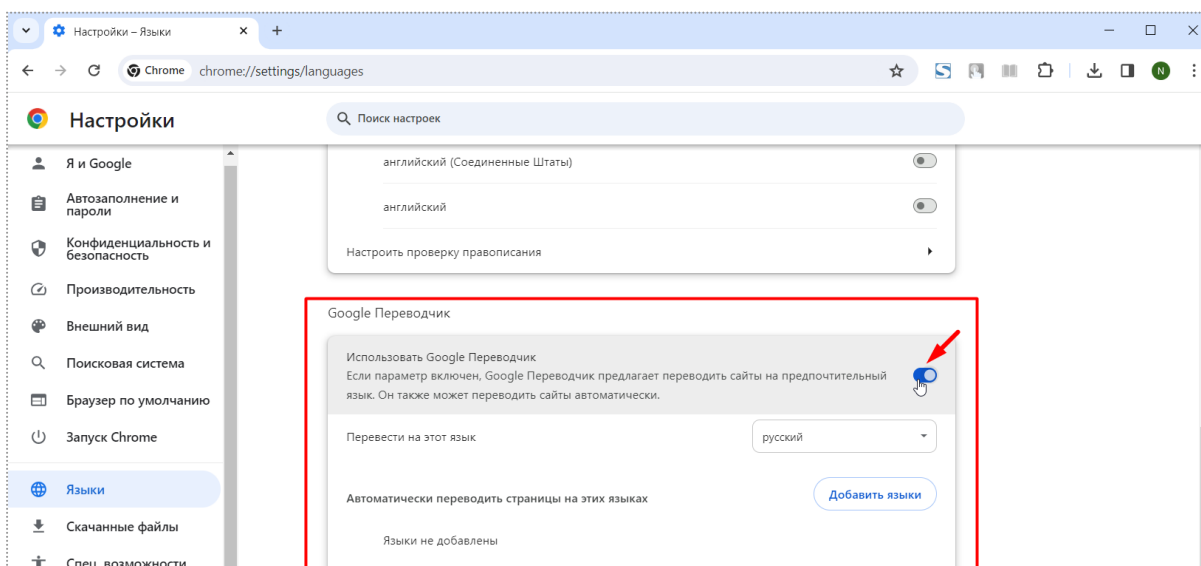 Настройки – Языки
Chrome chrome://settings/languages
N
Настройки
Поиск настроек
Я и Google
Автозаполнение и
пароли
Конфиденциальность и
безопасность
Производительность
Внешний вид
Поисковая система
Браузер по умолчанию
Запуск Chrome
Языки
Скачанные файлы
Спец. возможности
английский (Соединенные Штаты)
английский
Настроить проверку правописания
Google Переводчик
Использовать Google Переводчик
Если параметр включен, Google Переводчик предлагает переводить сайты на предпочтительный
язык. Он также может переводить сайты автоматически.
Перевести на этот язык
русский
Автоматически переводить страницы на этих языках
Добавить языки
Языки не добавлены